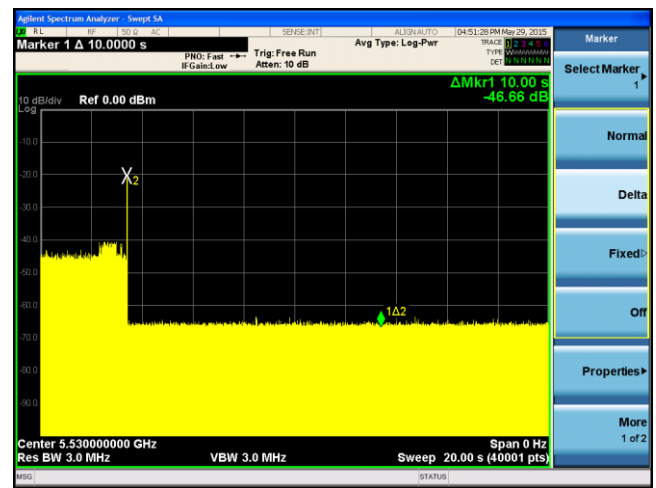 Agilent Spectrum Analyzer - Swept SA
RL RF 50 Ω AC SENSE:INT ALIGNAUTO 04:51:28 PM May 29, 2015
Marker 1 Δ 10.0000 s
PNO: Fast
IFGain:Low
Trig: Free Run
Atten: 10 dB
Avg Type: Log-Pwr
TRACE 1 2 3 4 5 6
TYPE
DET N N N N N N
Marker
Select Marker
1
ΔMkr1 10.00 s
-46.66 dB
10 dB/div Ref 0.00 dBm
Log
-10.0
Normal
-20.0
2
Delta
-30.0
-40.0
Fixed
-50.0
-60.0
1Δ2
Off
-70.0
-80.0
Properties
-90.0
More
1 of 2
Center 5.530000000 GHz Span 0 Hz
Res BW 3.0 MHz VBW 3.0 MHz Sweep 20.00 s (40001 pts)
MSG STATUS